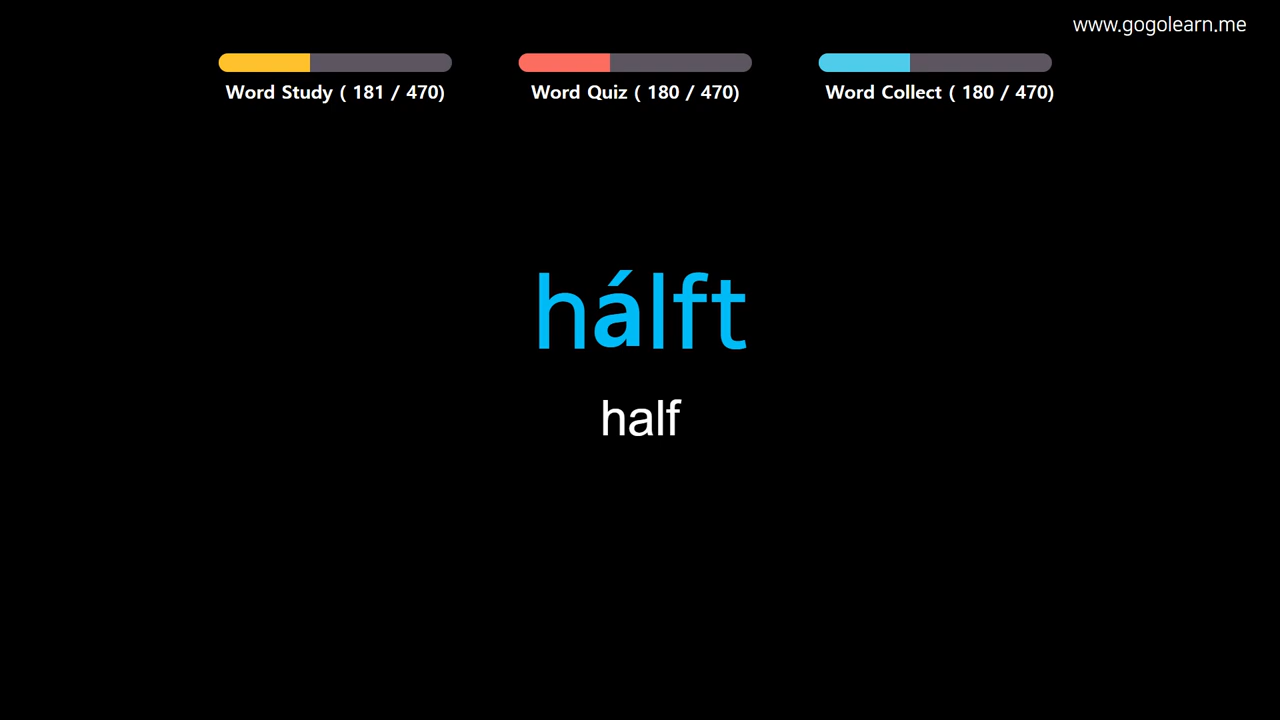 www.gogolearn.me
Word Study ( 181 / 470)
Word Quiz ( 180 / 470)
Word Collect ( 180 / 470)
hálft
half